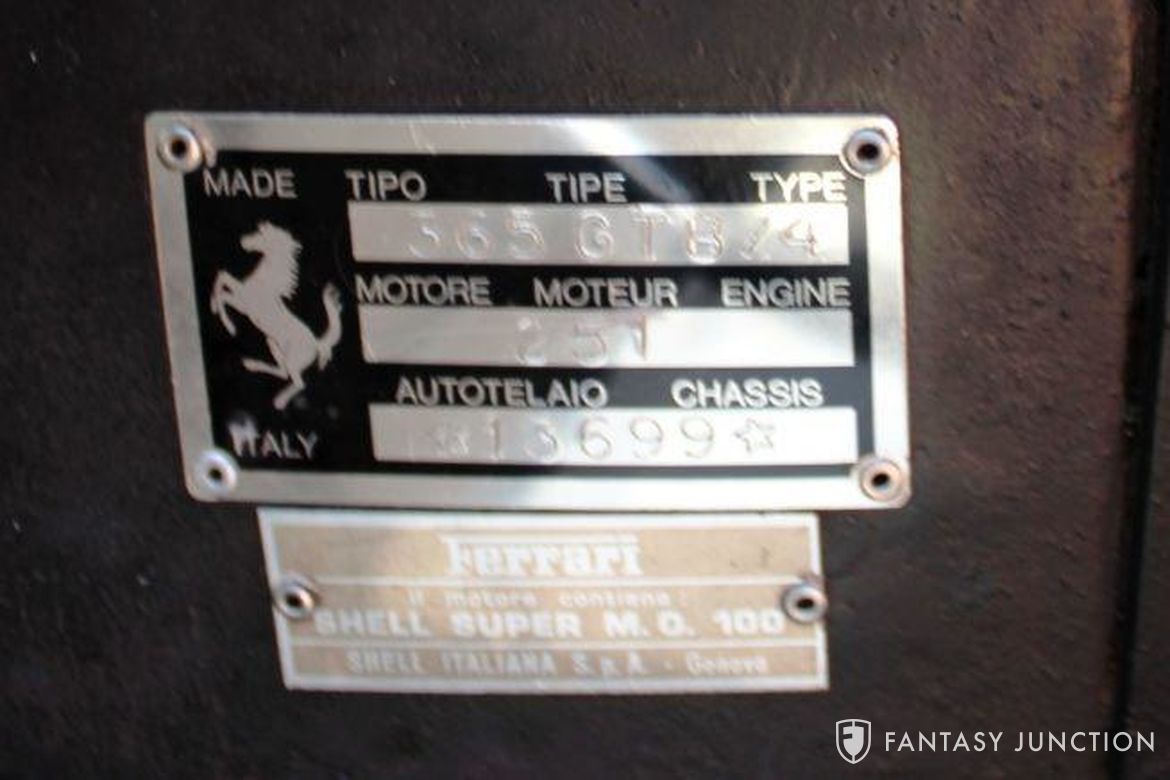 MADE TIPO TIPE TYPE
365 GTB/4
MOTORE MOTEUR ENGINE
251
AUTOTELAIO CHASSIS
☆13699☆
ITALY
Ferrari
il motore contiene:
SHELL SUPER M.O. 100
SHELL ITALIANA S.p.A. - Genova
FANTASY JUNCTION